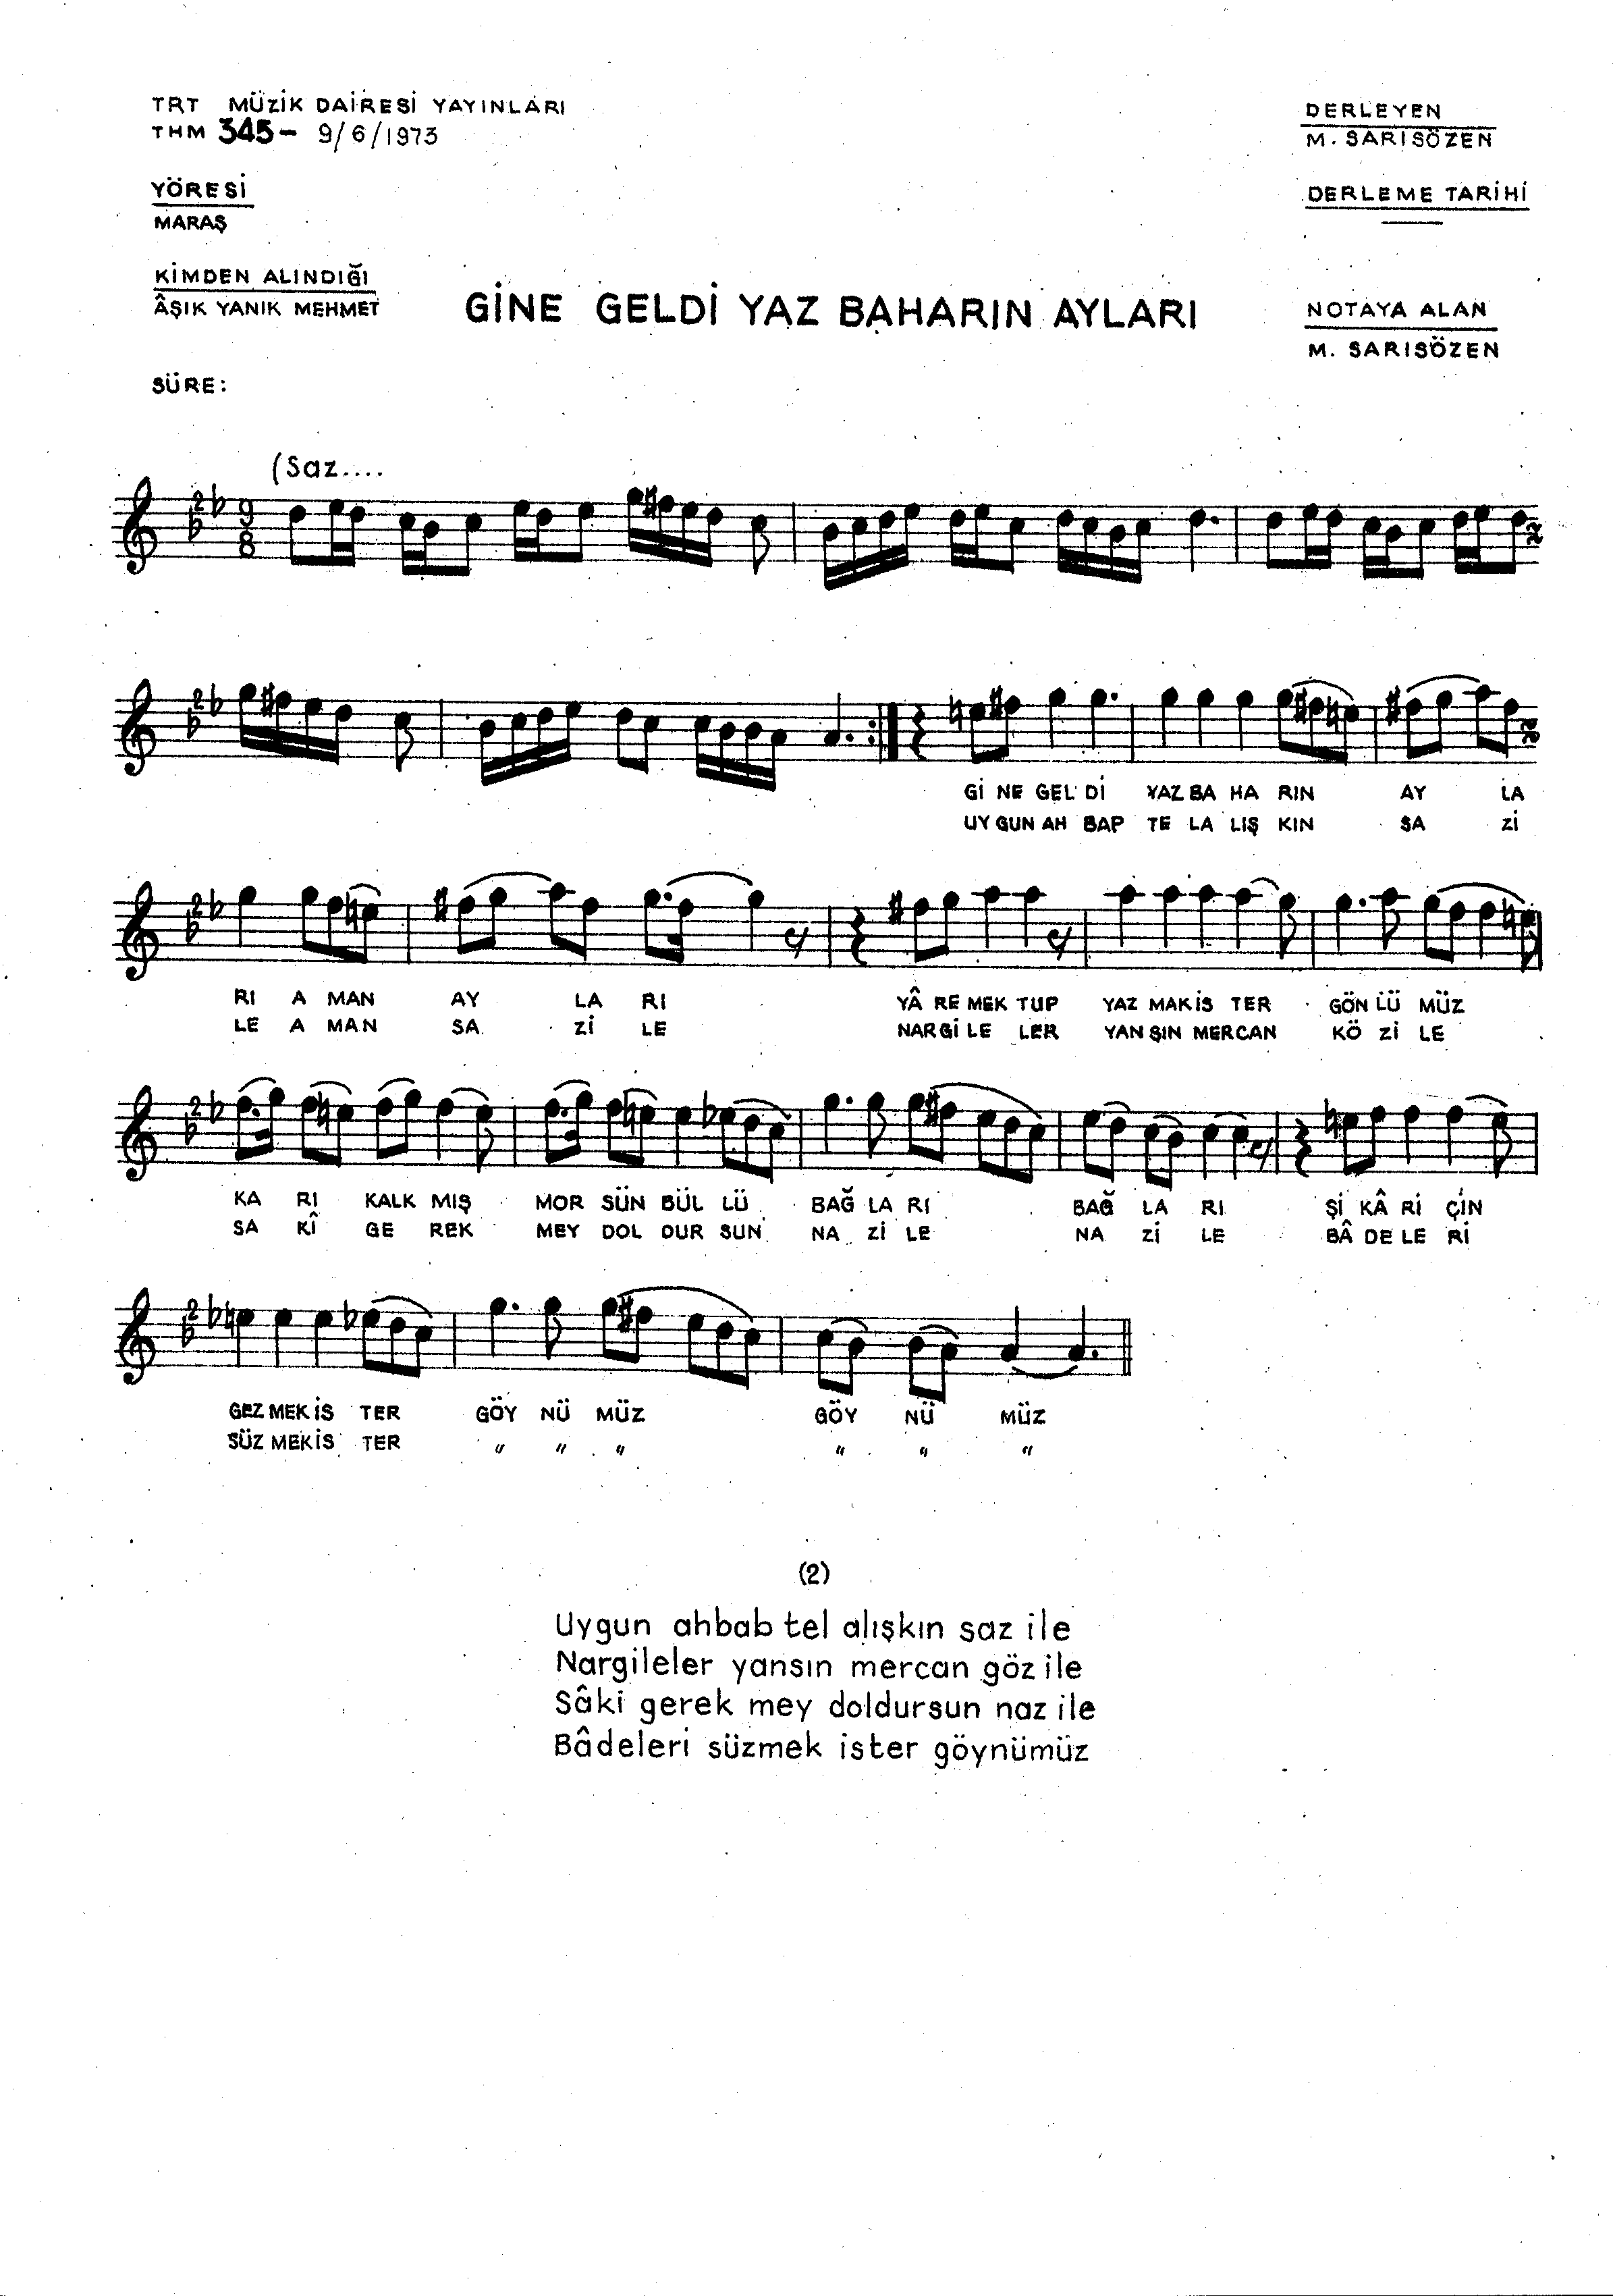 TRT MÜZİK DAİRESİ YAYINLARI
THM 345- 9/6/1973
DERLEYEN
M. SARISÖZEN
YÖRESİ
MARAŞ
DERLEME TARİHİ
KİMDEN ALINDIĞI
ÂŞIK YANIK MEHMET
GİNE GELDİ YAZ BAHARIN AYLARI
NOTAYA ALAN
M. SARISÖZEN
SÜRE:
(Saz....
9
8
Gİ NE GEL Dİ YAZ BA HA RIN AY LA
UY GUN AH BAP TE LA LIŞ KIN SA Zİ
RI A MAN AY LA RI YÂ RE MEK TUP YAZ MAK İS TER GÖN LÜ MÜZ
LE A MAN SA Zİ LE NAR Gİ LE LER YAN SIN MERCAN KÖ Zİ LE
KA RI KALK MIŞ MOR SÜN BÜL LÜ BAĞ LA RI BAĞ LA RI Şİ KÂ Rİ ÇİN
SA KÎ GE REK MEY DOL DUR SUN NA Zİ LE NA Zİ LE BÂ DE LE Rİ
GEZ MEK İS TER GÖY NÜ MÜZ GÖY NÜ MÜZ
SÜZ MEK İS TER " " " " " "
(2)
Uygun ahbab tel alışkın saz ile
Nargileler yansın mercan göz ile
Sâki gerek mey doldursun naz ile
Bâdeleri süzmek ister göynümüz